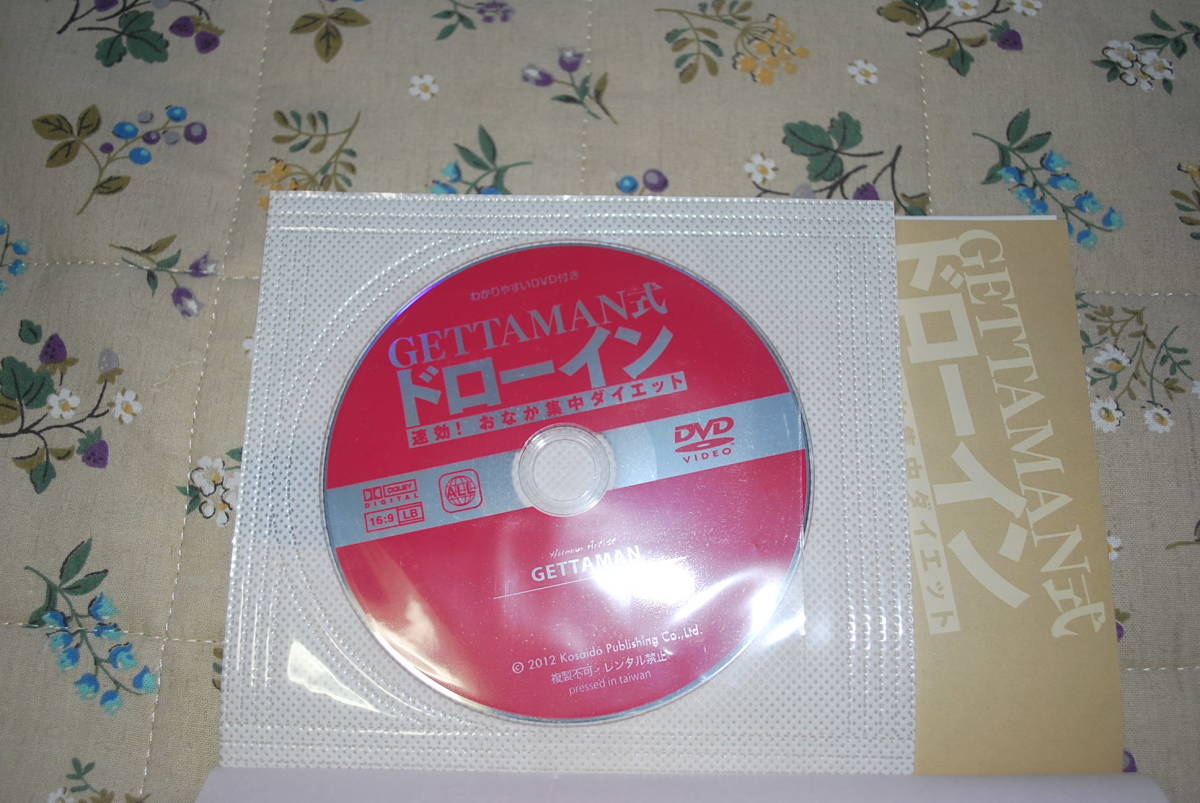 わかりやすいDVD付き
GETTAMAN式
ドローイン
速効！おなか集中ダイエット
DVD
VIDEO
DOLBY
DIGITAL
ALL
16:9 LB
Human Artist
GETTAMAN
© 2012 Kosaido Publishing Co.,Ltd.
複製不可・レンタル禁止
pressed in taiwan
GETTAMAN式
ドローイン
集中ダイエット